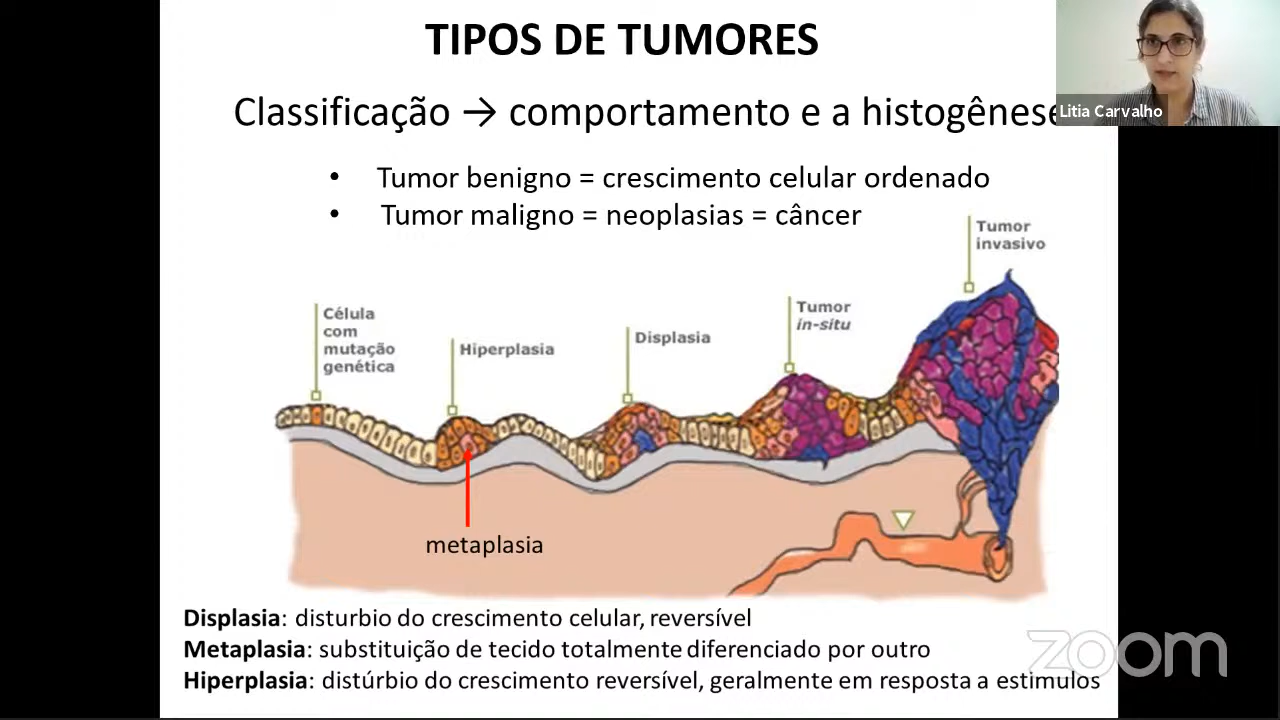 TIPOS DE TUMORES
Classificação → comportamento e a histogênese
Litia Carvalho
• Tumor benigno = crescimento celular ordenado
• Tumor maligno = neoplasias = câncer
Tumor
invasivo
Célula
com
mutação
genética
Hiperplasia
Displasia
Tumor
in-situ
metaplasia
Displasia: disturbio do crescimento celular, reversível
Metaplasia: substituição de tecido totalmente diferenciado por outro
Hiperplasia: distúrbio do crescimento reversível, geralmente em resposta a estimulos
zoom